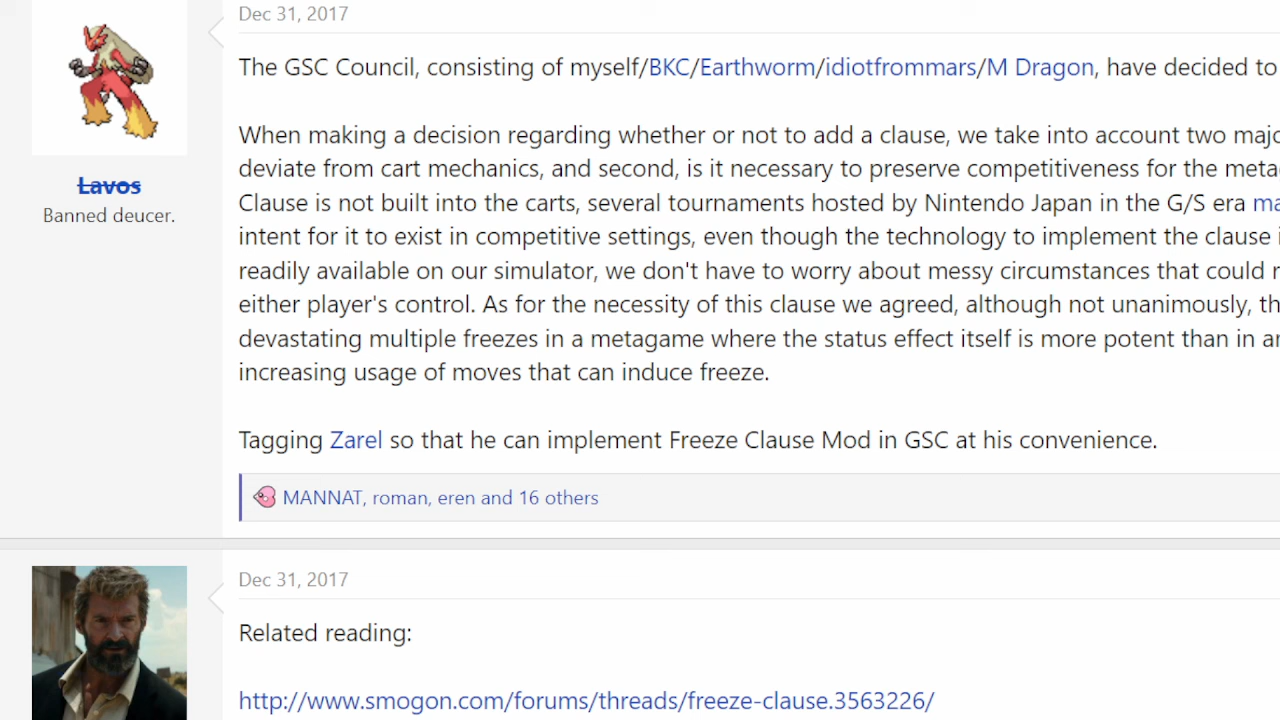 Dec 31, 2017
The GSC Council, consisting of myself/BKC/Earthworm/idiotfrommars/M Dragon, have decided to
When making a decision regarding whether or not to add a clause, we take into account two
deviate from cart mechanics, and second, is it necessary to preserve competitiveness for the
Lavos
Banned deucer.
Clause is not built into the carts, several tournaments hosted by Nintendo Japan in the G/S era
intent for it to exist in competitive settings, even though the technology to implement the clause
readily available on our simulator, we don't have to worry about messy circumstances that could
either player's control. As for the necessity of this clause we agreed, although not unanimously,
devastating multiple freezes in a metagame where the status effect itself is more potent than in
increasing usage of moves that can induce freeze.
Tagging Zarel so that he can implement Freeze Clause Mod in GSC at his convenience.
MANNAT, roman, eren and 16 others
Dec 31, 2017
Related reading:
http://www.smogon.com/forums/threads/freeze-clause.3563226/